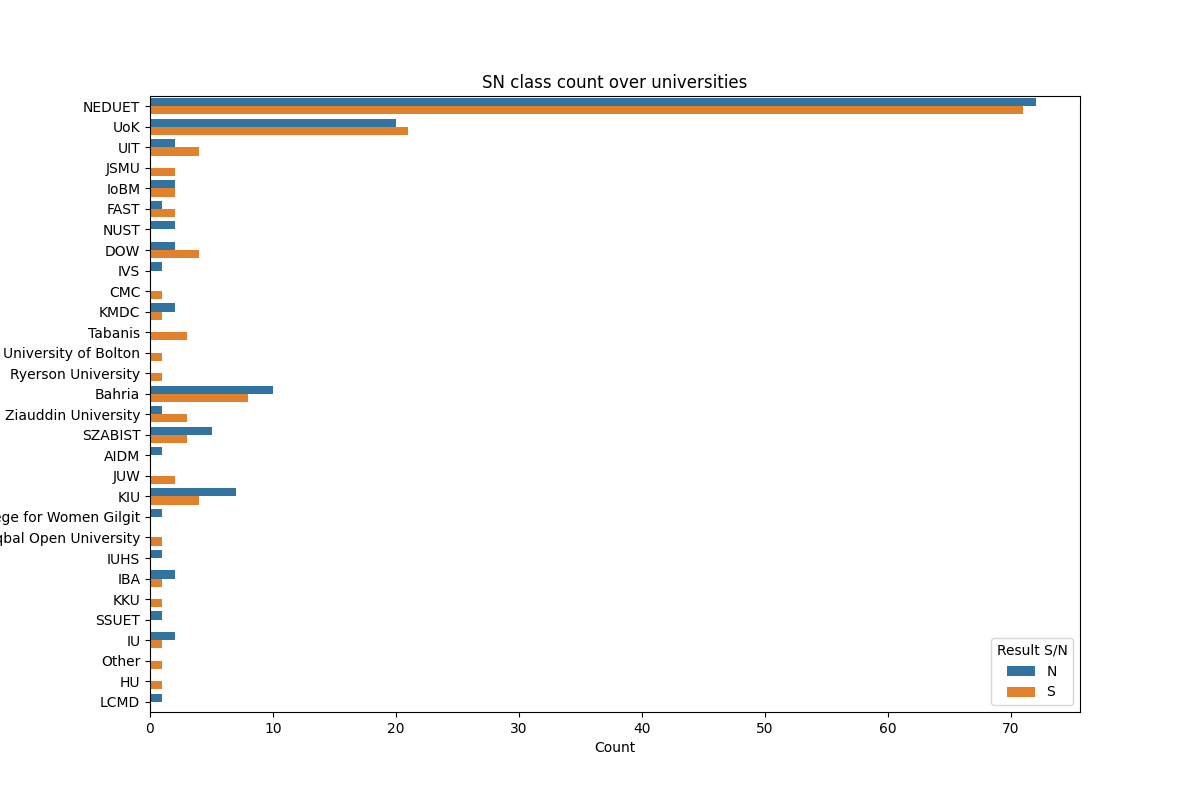 SN class count over universities
NEDUET
UoK
UIT
JSMU
IoBM
FAST
NUST
DOW
IVS
CMC
KMDC
Tabanis
University of Bolton
Ryerson University
Bahria
Ziauddin University
SZABIST
AIDM
JUW
KIU
ege for Women Gilgit
qbal Open University
IUHS
IBA
KKU
SSUET
IU
Other
HU
LCMD
Result S/N
N
S
0 10 20 30 40 50 60 70
Count